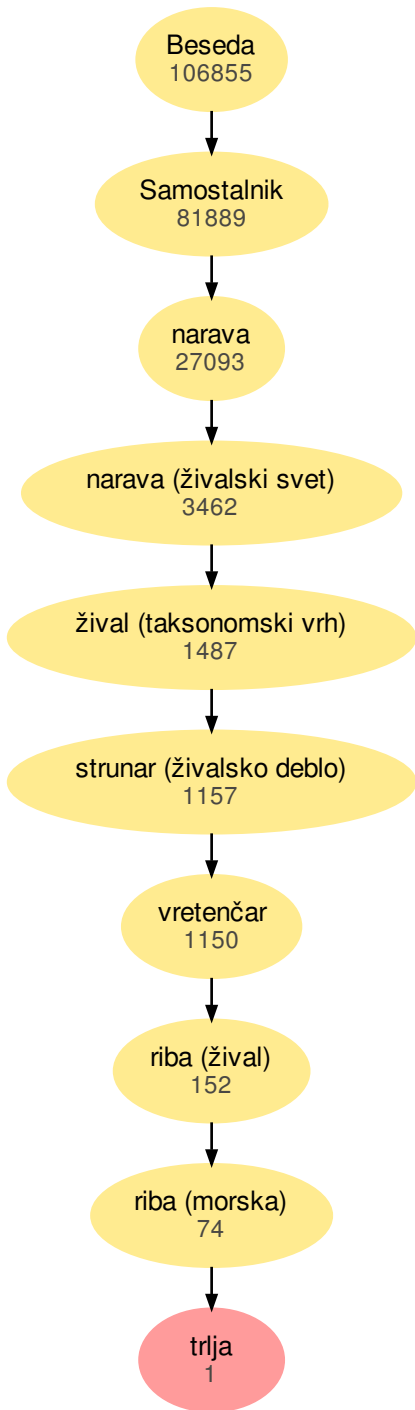 Beseda
106855
Samostalnik
81889
narava
27093
narava (živalski svet)
3462
žival (taksonomski vrh)
1487
strunar (živalsko deblo)
1157
vretenčar
1150
riba (žival)
152
riba (morska)
74
trlja
1